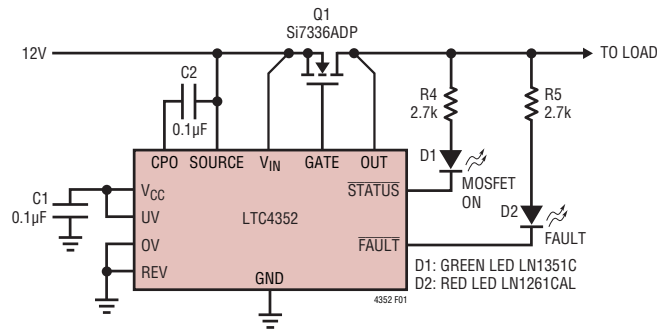 Q1
Si7336ADP
12V
TO LOAD
C2
0.1µF
R4
2.7k
R5
2.7k
D1
MOSFET
ON
D2
FAULT
CPO SOURCE VIN GATE OUT
C1
0.1µF
VCC
UV
OV
REV
LTC4352
STATUS
FAULT
GND
D1: GREEN LED LN1351C
D2: RED LED LN1261CAL
4352 F01